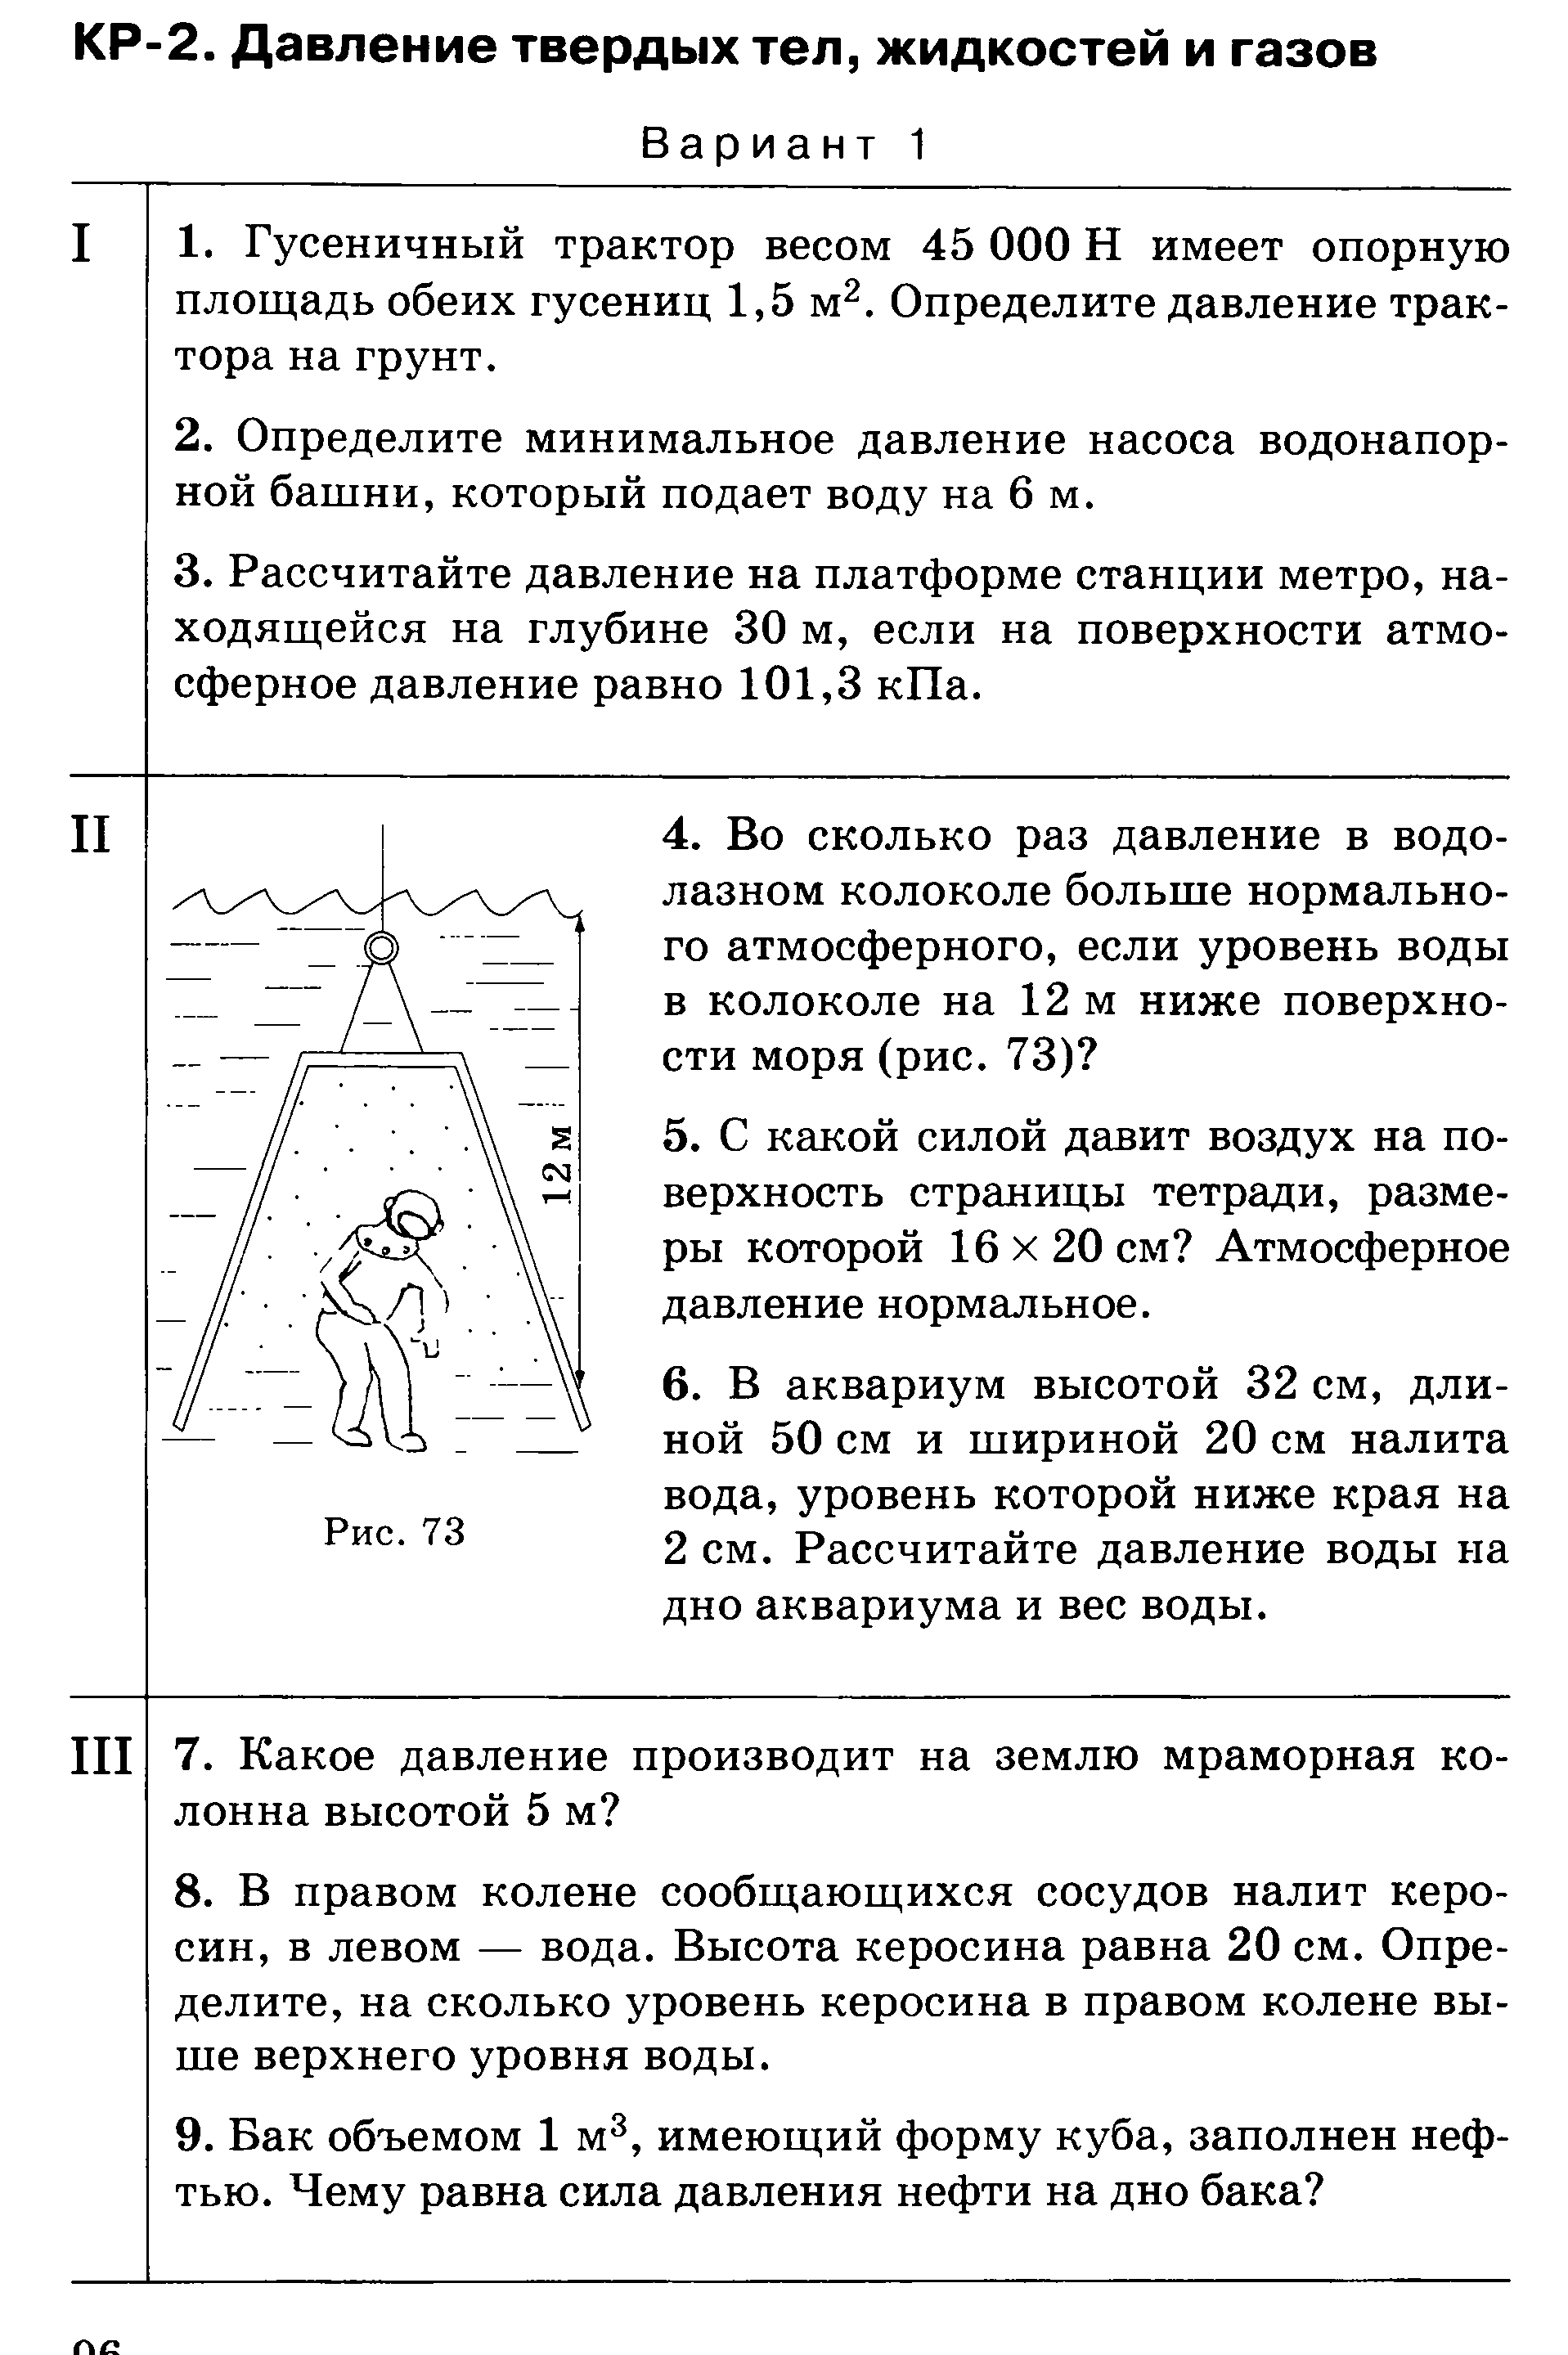 КР-2. Давление твердых тел, жидкостей и газов
Вариант 1
I
1. Гусеничный трактор весом 45 000 Н имеет опорную
площадь обеих гусениц 1,5 м². Определите давление трак-
тора на грунт.
2. Определите минимальное давление насоса водонапор-
ной башни, который подает воду на 6 м.
3. Рассчитайте давление на платформе станции метро, на-
ходящейся на глубине 30 м, если на поверхности атмо-
сферное давление равно 101,3 кПа.
II
12 м
Рис. 73
4. Во сколько раз давление в водо-
лазном колоколе больше нормально-
го атмосферного, если уровень воды
в колоколе на 12 м ниже поверхно-
сти моря (рис. 73)?
5. С какой силой давит воздух на по-
верхность страницы тетради, разме-
ры которой 16 × 20 см? Атмосферное
давление нормальное.
6. В аквариум высотой 32 см, дли-
ной 50 см и шириной 20 см налита
вода, уровень которой ниже края на
2 см. Рассчитайте давление воды на
дно аквариума и вес воды.
III
7. Какое давление производит на землю мраморная ко-
лонна высотой 5 м?
8. В правом колене сообщающихся сосудов налит керо-
син, в левом — вода. Высота керосина равна 20 см. Опре-
делите, на сколько уровень керосина в правом колене вы-
ше верхнего уровня воды.
9. Бак объемом 1 м³, имеющий форму куба, заполнен неф-
тью. Чему равна сила давления нефти на дно бака?